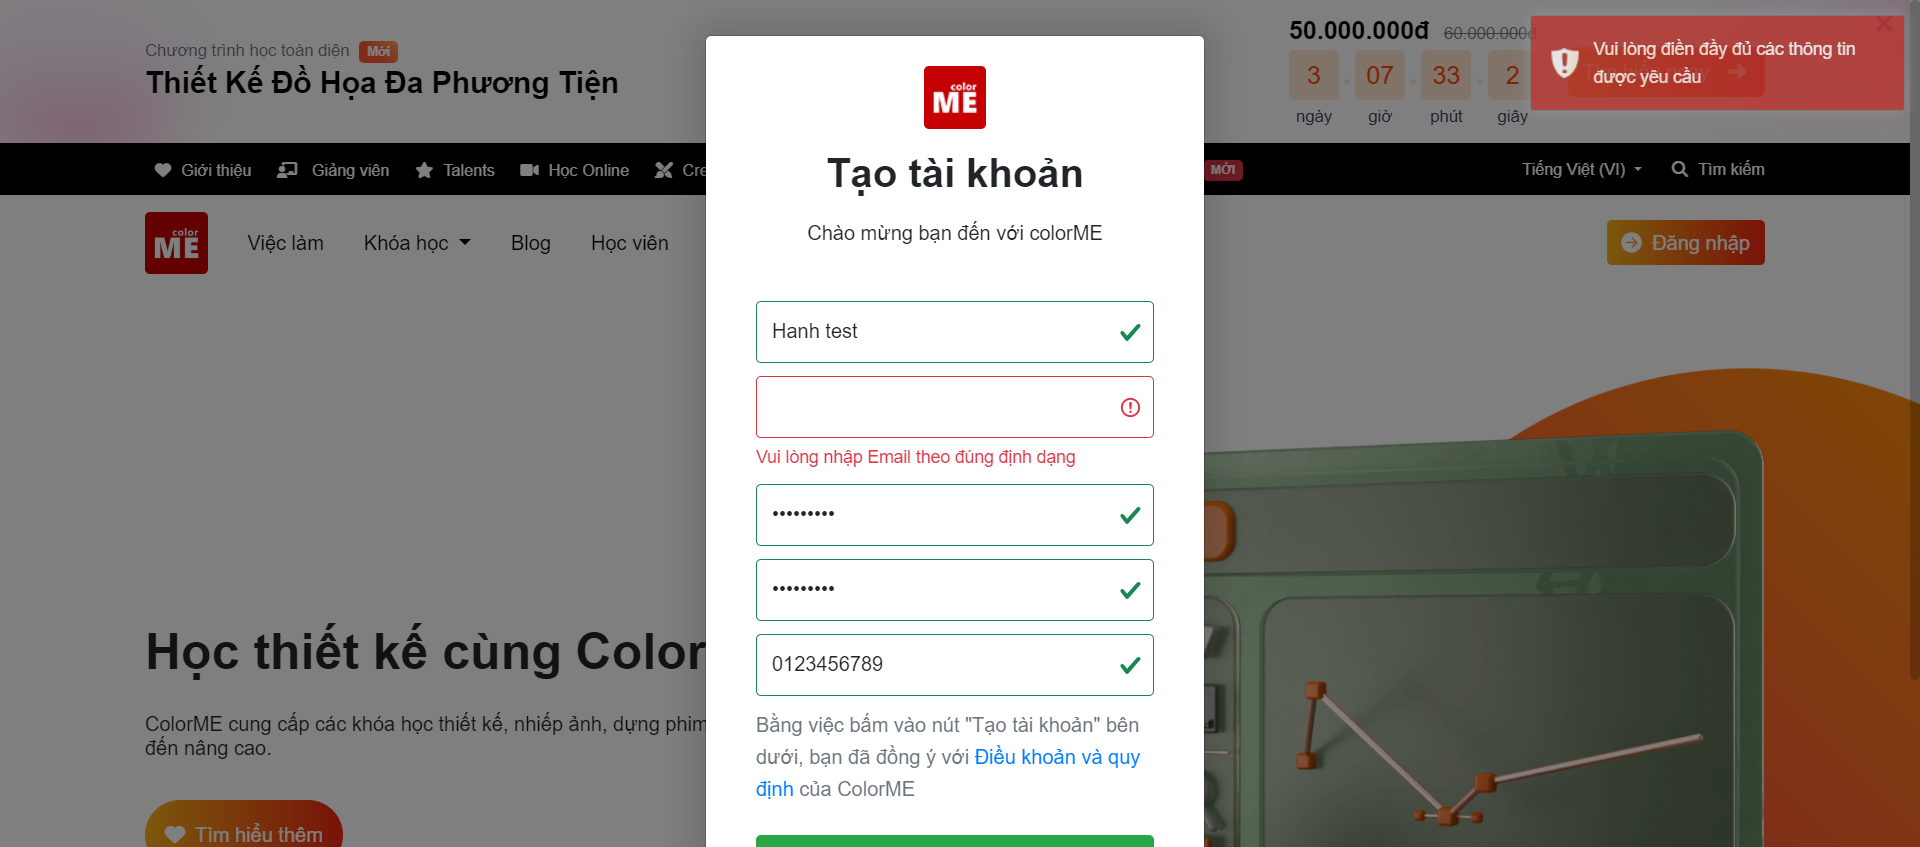 Chương trình học toàn diện Mới
Thiết Kế Đồ Họa Đa Phương Tiện
50.000.000đ 60.000.000đ
3 . 07 . 33 . 2
ngày giờ phút giây
Vui lòng điền đầy đủ các thông tin
được yêu cầu
Giới thiệu Giảng viên Talents Học Online Cre
MỚI
Tiếng Việt (VI) Tìm kiếm
color
ME
Việc làm Khóa học Blog Học viên
Đăng nhập
color
ME
Tạo tài khoản
Chào mừng bạn đến với colorME
Hanh test
Vui lòng nhập Email theo đúng định dạng
•••••••••
•••••••••
0123456789
Bằng việc bấm vào nút "Tạo tài khoản" bên
dưới, bạn đã đồng ý với Điều khoản và quy
định của ColorME
Học thiết kế cùng Color
ColorME cung cấp các khóa học thiết kế, nhiếp ảnh, dựng phim
đến nâng cao.
Tìm hiểu thêm